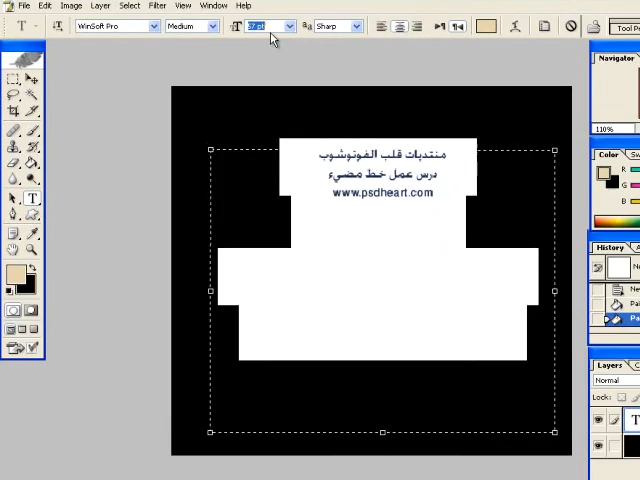 File Edit Image Layer Select Filter View Window Help
WinSoft Pro Medium Sharp
Tool P
Navigator
110%
Color
History
Layers
Normal
منتديات قلب الفوتوشوب
درس عمل خط مضيء
www.psdheart.com